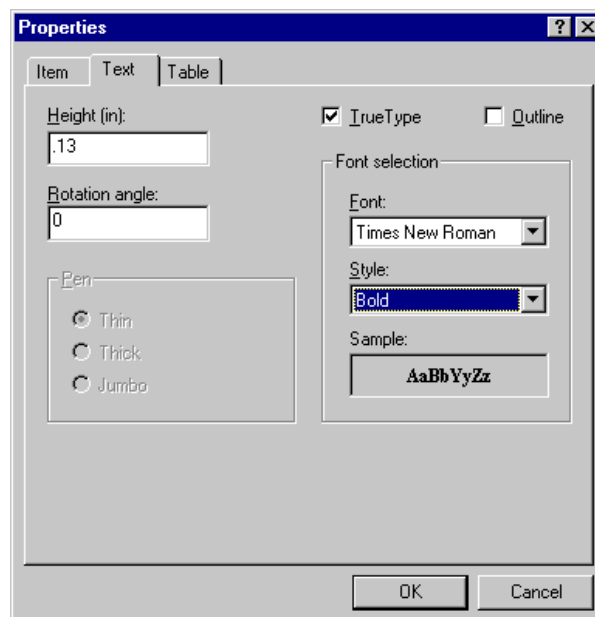 Properties
Item Text Table
Height (in):
.13
Rotation angle:
0
Pen
Thin
Thick
Jumbo
TrueType Outline
Font selection
Font:
Times New Roman
Style:
Bold
Sample:
AaBbYyZz
OK Cancel